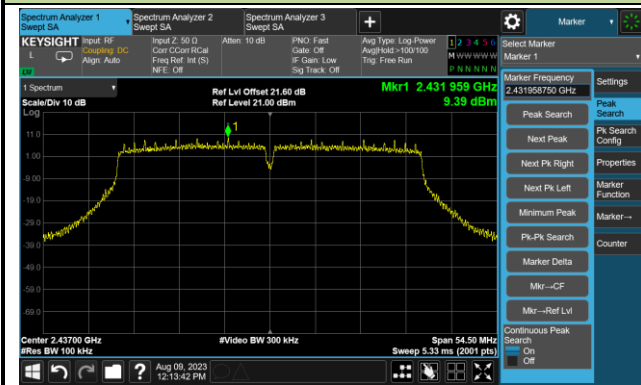 Spectrum Analyzer 1
Swept SA
Spectrum Analyzer 2
Swept SA
Spectrum Analyzer 3
Swept SA
Marker
KEYSIGHT
L
Input: RF
Coupling: DC
Align: Auto
Input Z: 50 Ω
Corr CCorr RCal
Freq Ref: Int (S)
NFE: Off
Atten: 10 dB
PNO: Fast
Gate: Off
IF Gain: Low
Sig Track: Off
Avg Type: Log-Power
Avg|Hold:>100/100
Trig: Free Run
1 2 3 4 5 6
M W W W W W
P N N N N N
Select Marker
Marker 1
1 Spectrum
Scale/Div 10 dB
Log
Ref Lvl Offset 21.60 dB
Ref Level 21.00 dBm
Mkr1 2.431 959 GHz
9.39 dBm
1
11.0
1.00
-9.00
-19.0
-29.0
-39.0
-49.0
-59.0
-69.0
Center 2.43700 GHz
#Res BW 100 kHz
#Video BW 300 kHz
Span 54.50 MHz
Sweep 5.33 ms (2001 pts)
Marker Frequency
2.431958750 GHz
Peak Search
Next Peak
Next Pk Right
Next Pk Left
Minimum Peak
Pk-Pk Search
Marker Delta
Mkr→CF
Mkr→Ref Lvl
Continuous Peak
Search
On
Off
Settings
Peak
Search
Pk Search
Config
Properties
Marker
Function
Marker→
Counter
?
Aug 09, 2023
12:13:42 PM